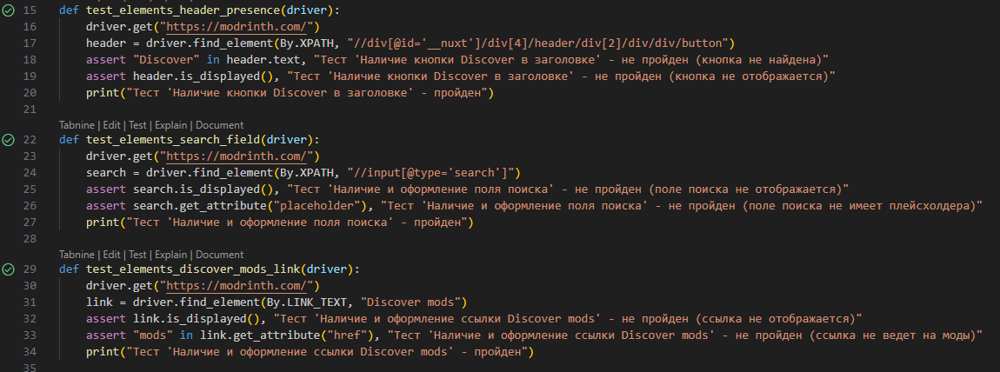 15 def test_elements_header_presence(driver):
16 driver.get("https://modrinth.com/")
17 header = driver.find_element(By.XPATH, "//div[@id='__nuxt']/div[4]/header/div[2]/div/div/button")
18 assert "Discover" in header.text, "Тест 'Наличие кнопки Discover в заголовке' - не пройден (кнопка не найдена)"
19 assert header.is_displayed(), "Тест 'Наличие кнопки Discover в заголовке' - не пройден (кнопка не отображается)"
20 print("Тест 'Наличие кнопки Discover в заголовке' - пройден")
21
Tabnine | Edit | Test | Explain | Document
22 def test_elements_search_field(driver):
23 driver.get("https://modrinth.com/")
24 search = driver.find_element(By.XPATH, "//input[@type='search']")
25 assert search.is_displayed(), "Тест 'Наличие и оформление поля поиска' - не пройден (поле поиска не отображается)"
26 assert search.get_attribute("placeholder"), "Тест 'Наличие и оформление поля поиска' - не пройден (поле поиска не имеет плейсхолдера)"
27 print("Тест 'Наличие и оформление поля поиска' - пройден")
28
Tabnine | Edit | Test | Explain | Document
29 def test_elements_discover_mods_link(driver):
30 driver.get("https://modrinth.com/")
31 link = driver.find_element(By.LINK_TEXT, "Discover mods")
32 assert link.is_displayed(), "Тест 'Наличие и оформление ссылки Discover mods' - не пройден (ссылка не отображается)"
33 assert "mods" in link.get_attribute("href"), "Тест 'Наличие и оформление ссылки Discover mods' - не пройден (ссылка не ведет на моды)"
34 print("Тест 'Наличие и оформление ссылки Discover mods' - пройден")
35